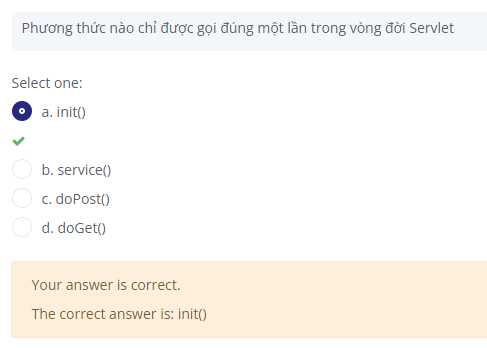 Phương thức nào chỉ được gọi đúng một lần trong vòng đời Servlet
Select one:
a. init()
b. service()
c. doPost()
d. doGet()
Your answer is correct.
The correct answer is: init()